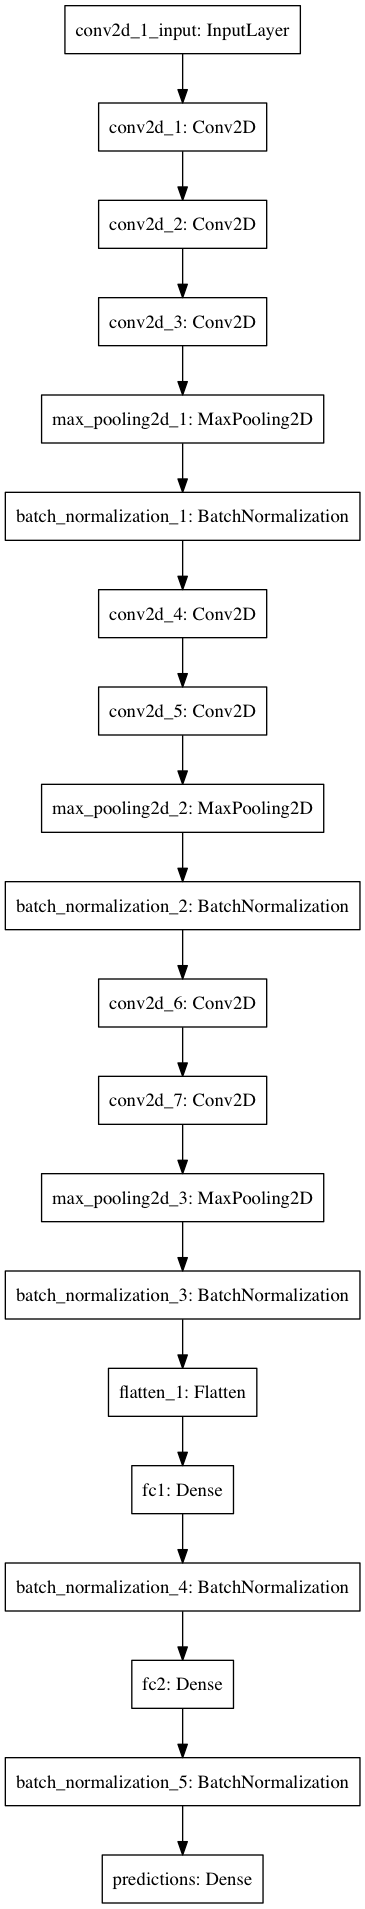 conv2d_1_input: InputLayer
conv2d_1: Conv2D
conv2d_2: Conv2D
conv2d_3: Conv2D
max_pooling2d_1: MaxPooling2D
batch_normalization_1: BatchNormalization
conv2d_4: Conv2D
conv2d_5: Conv2D
max_pooling2d_2: MaxPooling2D
batch_normalization_2: BatchNormalization
conv2d_6: Conv2D
conv2d_7: Conv2D
max_pooling2d_3: MaxPooling2D
batch_normalization_3: BatchNormalization
flatten_1: Flatten
fc1: Dense
batch_normalization_4: BatchNormalization
fc2: Dense
batch_normalization_5: BatchNormalization
predictions: Dense